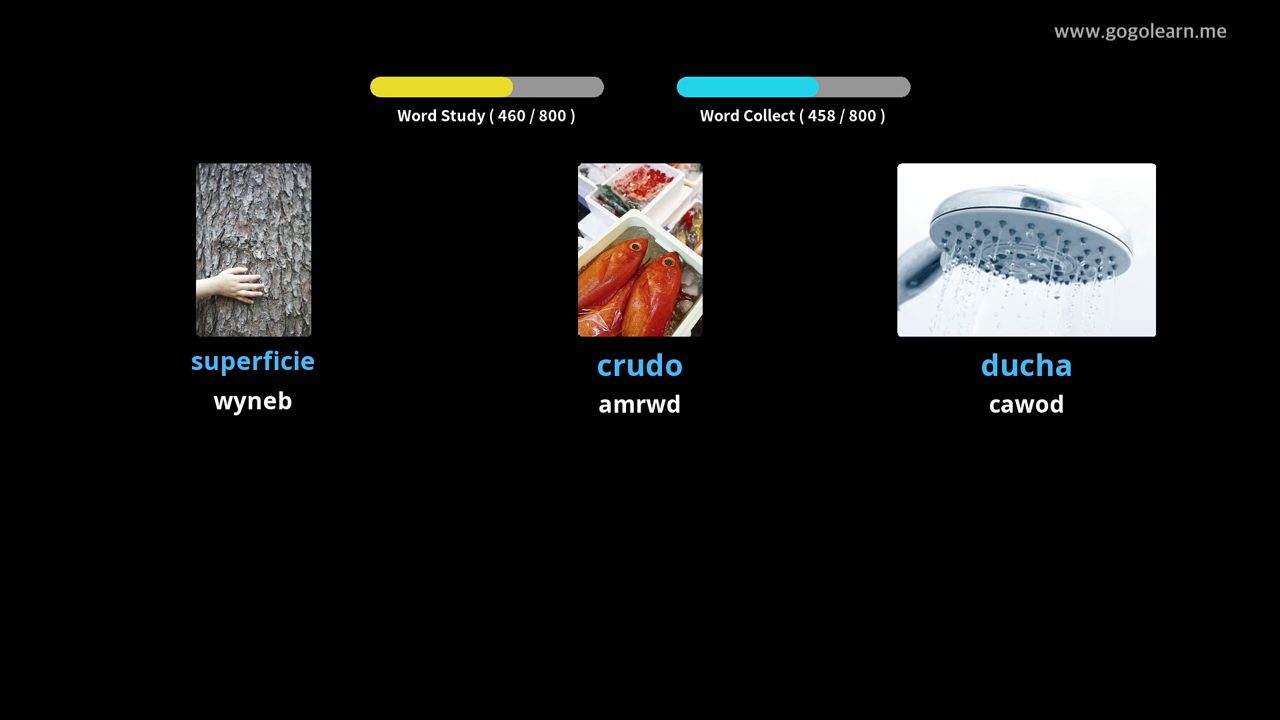 www.gogolearn.me
Word Study ( 460 / 800 )
Word Collect ( 458 / 800 )
superficie
wyneb
crudo
amrwd
ducha
cawod